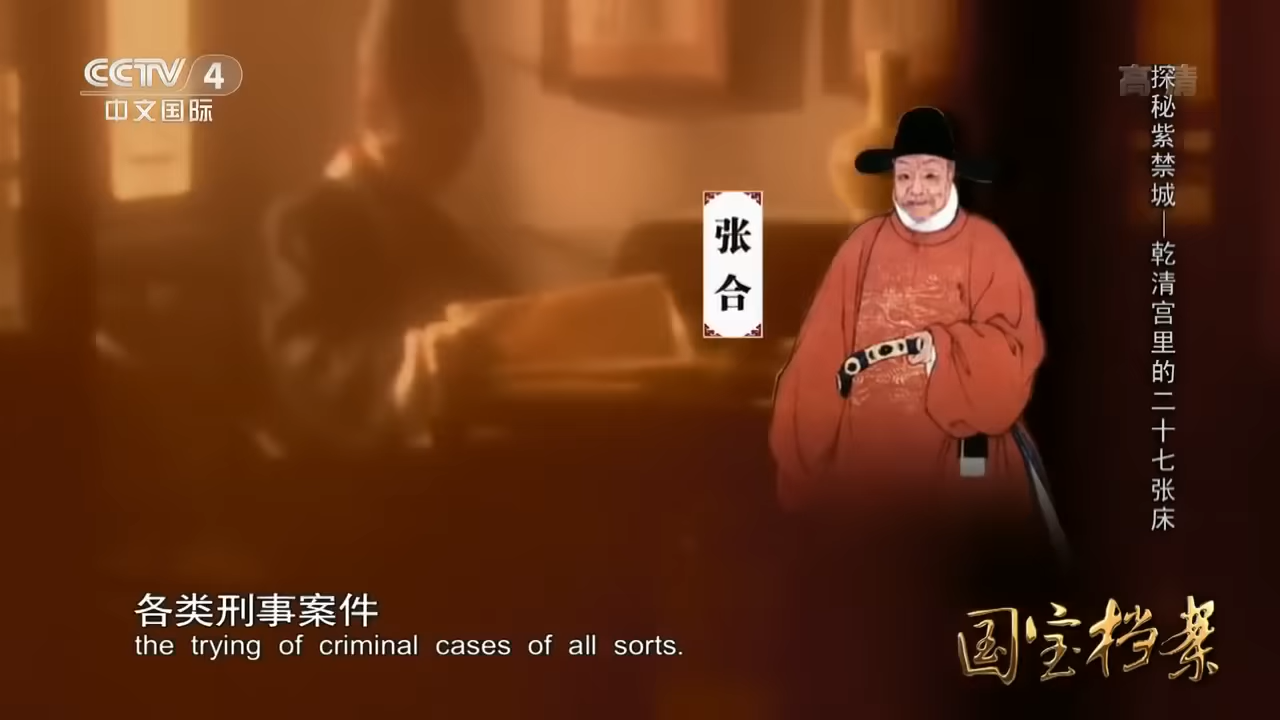 CCTV 4
中文国际
高清
探秘紫禁城—乾清宫里的二十七张床
张合
各类刑事案件
the trying of criminal cases of all sorts.
国宝档案